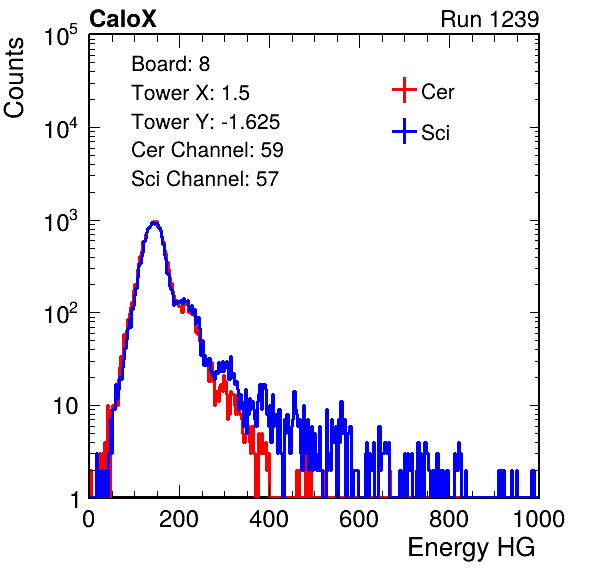 CaloX Run 1239
Counts
Board: 8
Tower X: 1.5
Tower Y: -1.625
Cer Channel: 59
Sci Channel: 57
Cer
Sci
10^5
10^4
10^3
10^2
10
1
0 200 400 600 800 1000
Energy HG